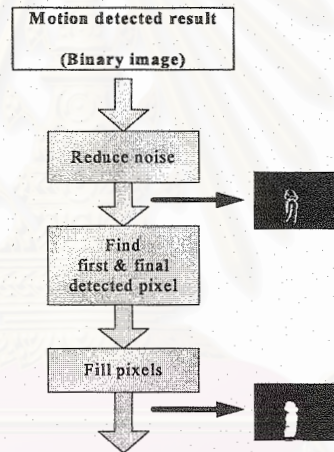 Motion detected result
(Binary image)
Reduce noise
Find
first & final
detected pixel
Fill pixels